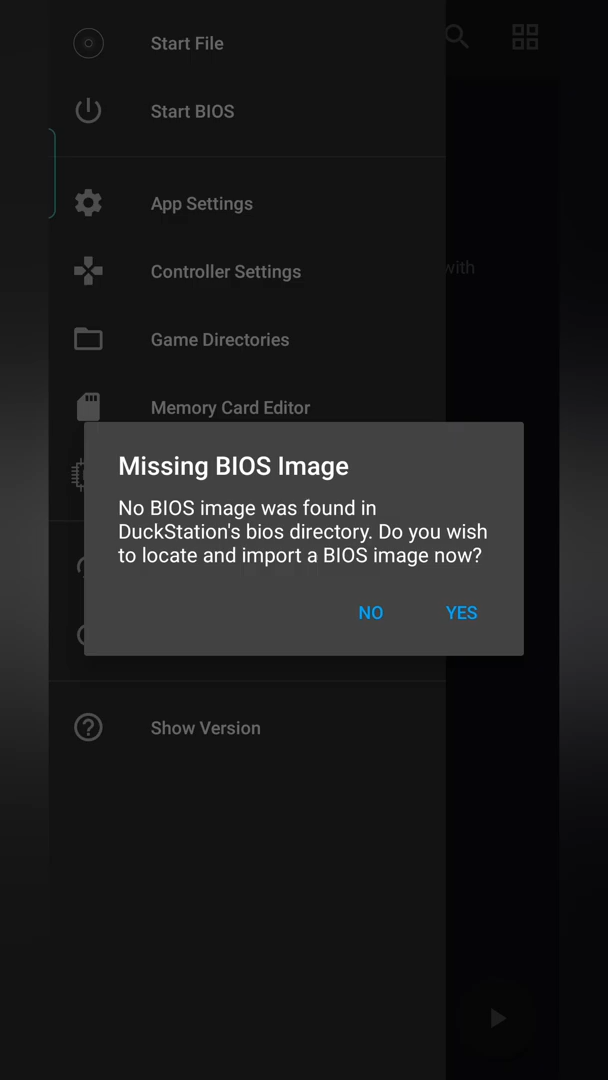 Start File
Start BIOS
App Settings
Controller Settings
with
Game Directories
Memory Card Editor
Missing BIOS Image
No BIOS image was found in
DuckStation's bios directory. Do you wish
to locate and import a BIOS image now?
NO
YES
Show Version